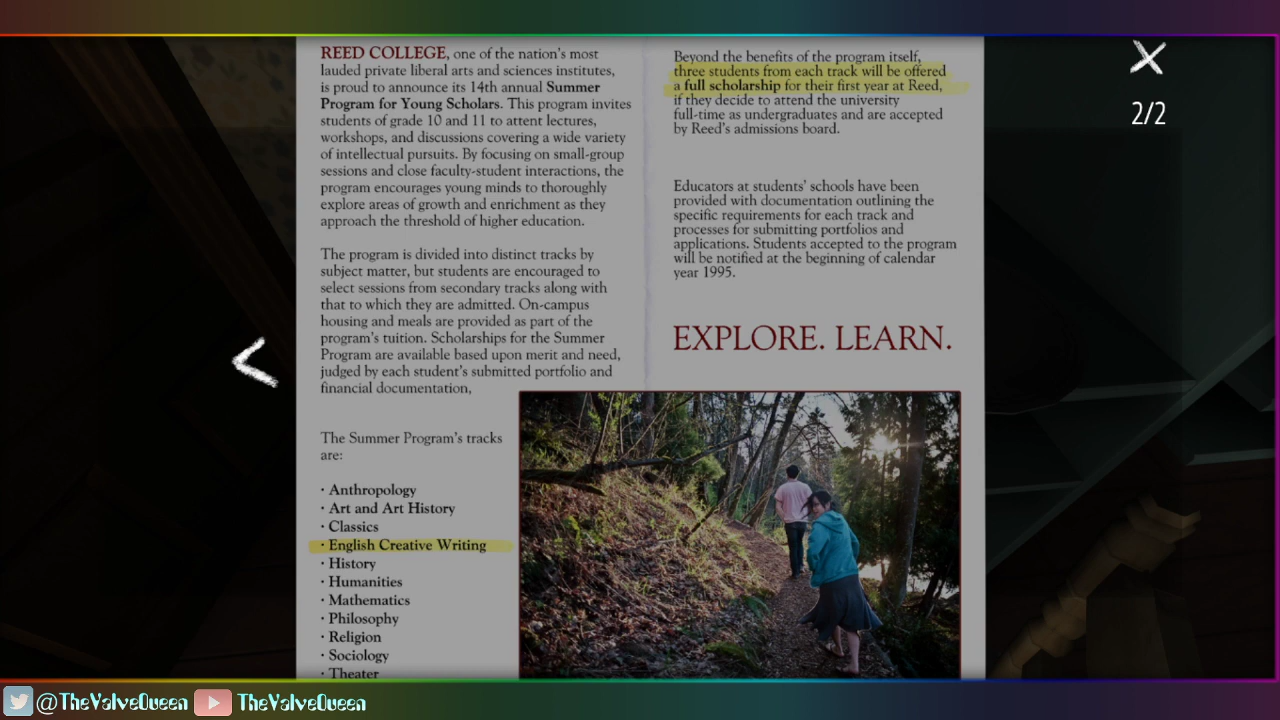 REED COLLEGE, one of the nation's most
lauded private liberal arts and sciences institutes,
is proud to announce its 14th annual Summer
Program for Young Scholars. This program invites
students of grade 10 and 11 to attent lectures,
workshops, and discussions covering a wide variety
of intellectual pursuits. By focusing on small-group
sessions and close faculty-student interactions, the
program encourages young minds to thoroughly
explore areas of growth and enrichment as they
approach the threshold of higher education.
The program is divided into distinct tracks by
subject matter, but students are encouraged to
select sessions from secondary tracks along with
that to which they are admitted. On-campus
housing and meals are provided as part of the
program's tuition. Scholarships for the Summer
Program are available based upon merit and need,
judged by each student's submitted portfolio and
financial documentation,
The Summer Program's tracks
are:
· Anthropology
· Art and Art History
· Classics
· English Creative Writing
· History
· Humanities
· Mathematics
· Philosophy
· Religion
· Sociology
· Theater
Beyond the benefits of the program itself,
three students from each track will be offered
a full scholarship for their first year at Reed,
if they decide to attend the university
full-time as undergraduates and are accepted
by Reed's admissions board.
Educators at students' schools have been
provided with documentation outlining the
specific requirements for each track and
processes for submitting portfolios and
applications. Students accepted to the program
will be notified at the beginning of calendar
year 1995.
EXPLORE. LEARN.
2/2
@TheValveQueen
TheValveQueen